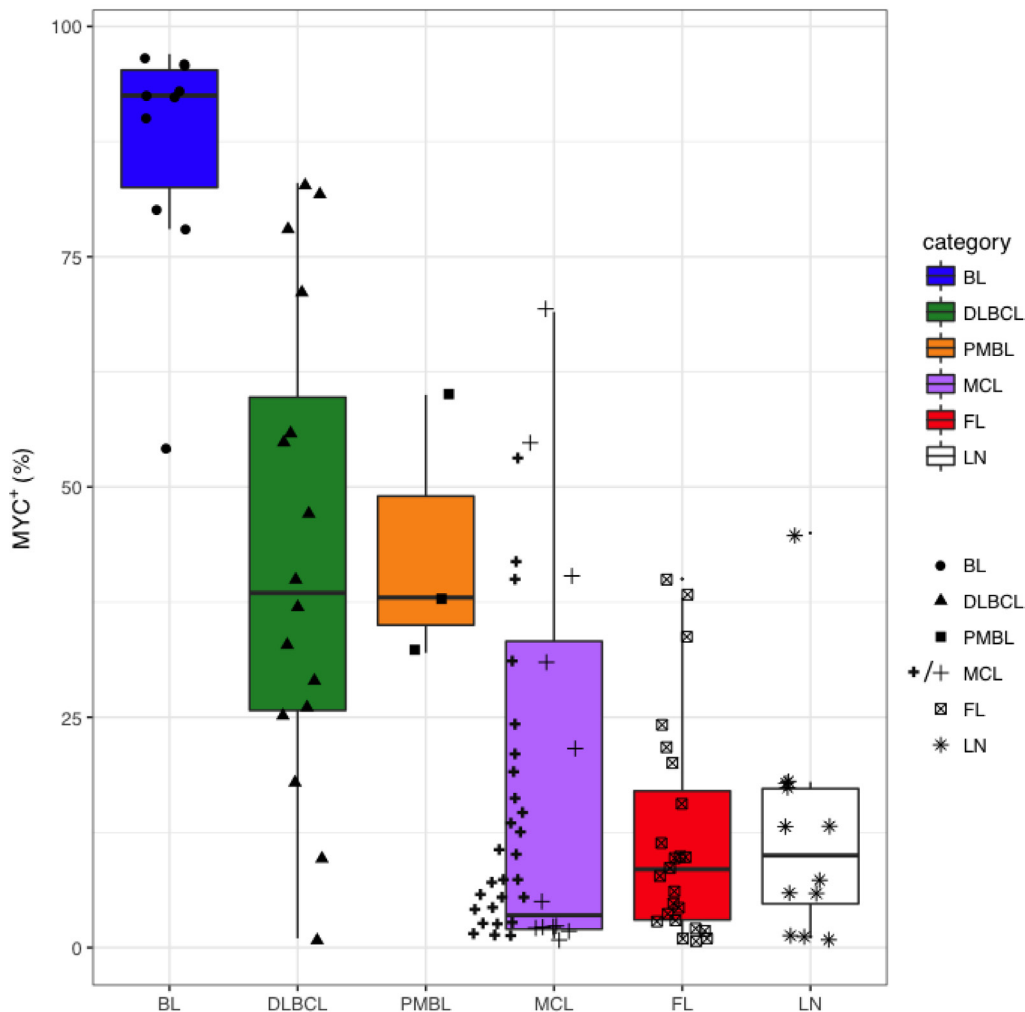 MYC+ (%)
100
75
50
25
0
BL DLBCL PMBL MCL FL LN
category
BL
DLBCL.
PMBL
MCL
FL
LN
BL
DLBCL.
PMBL
+/+ MCL
FL
LN